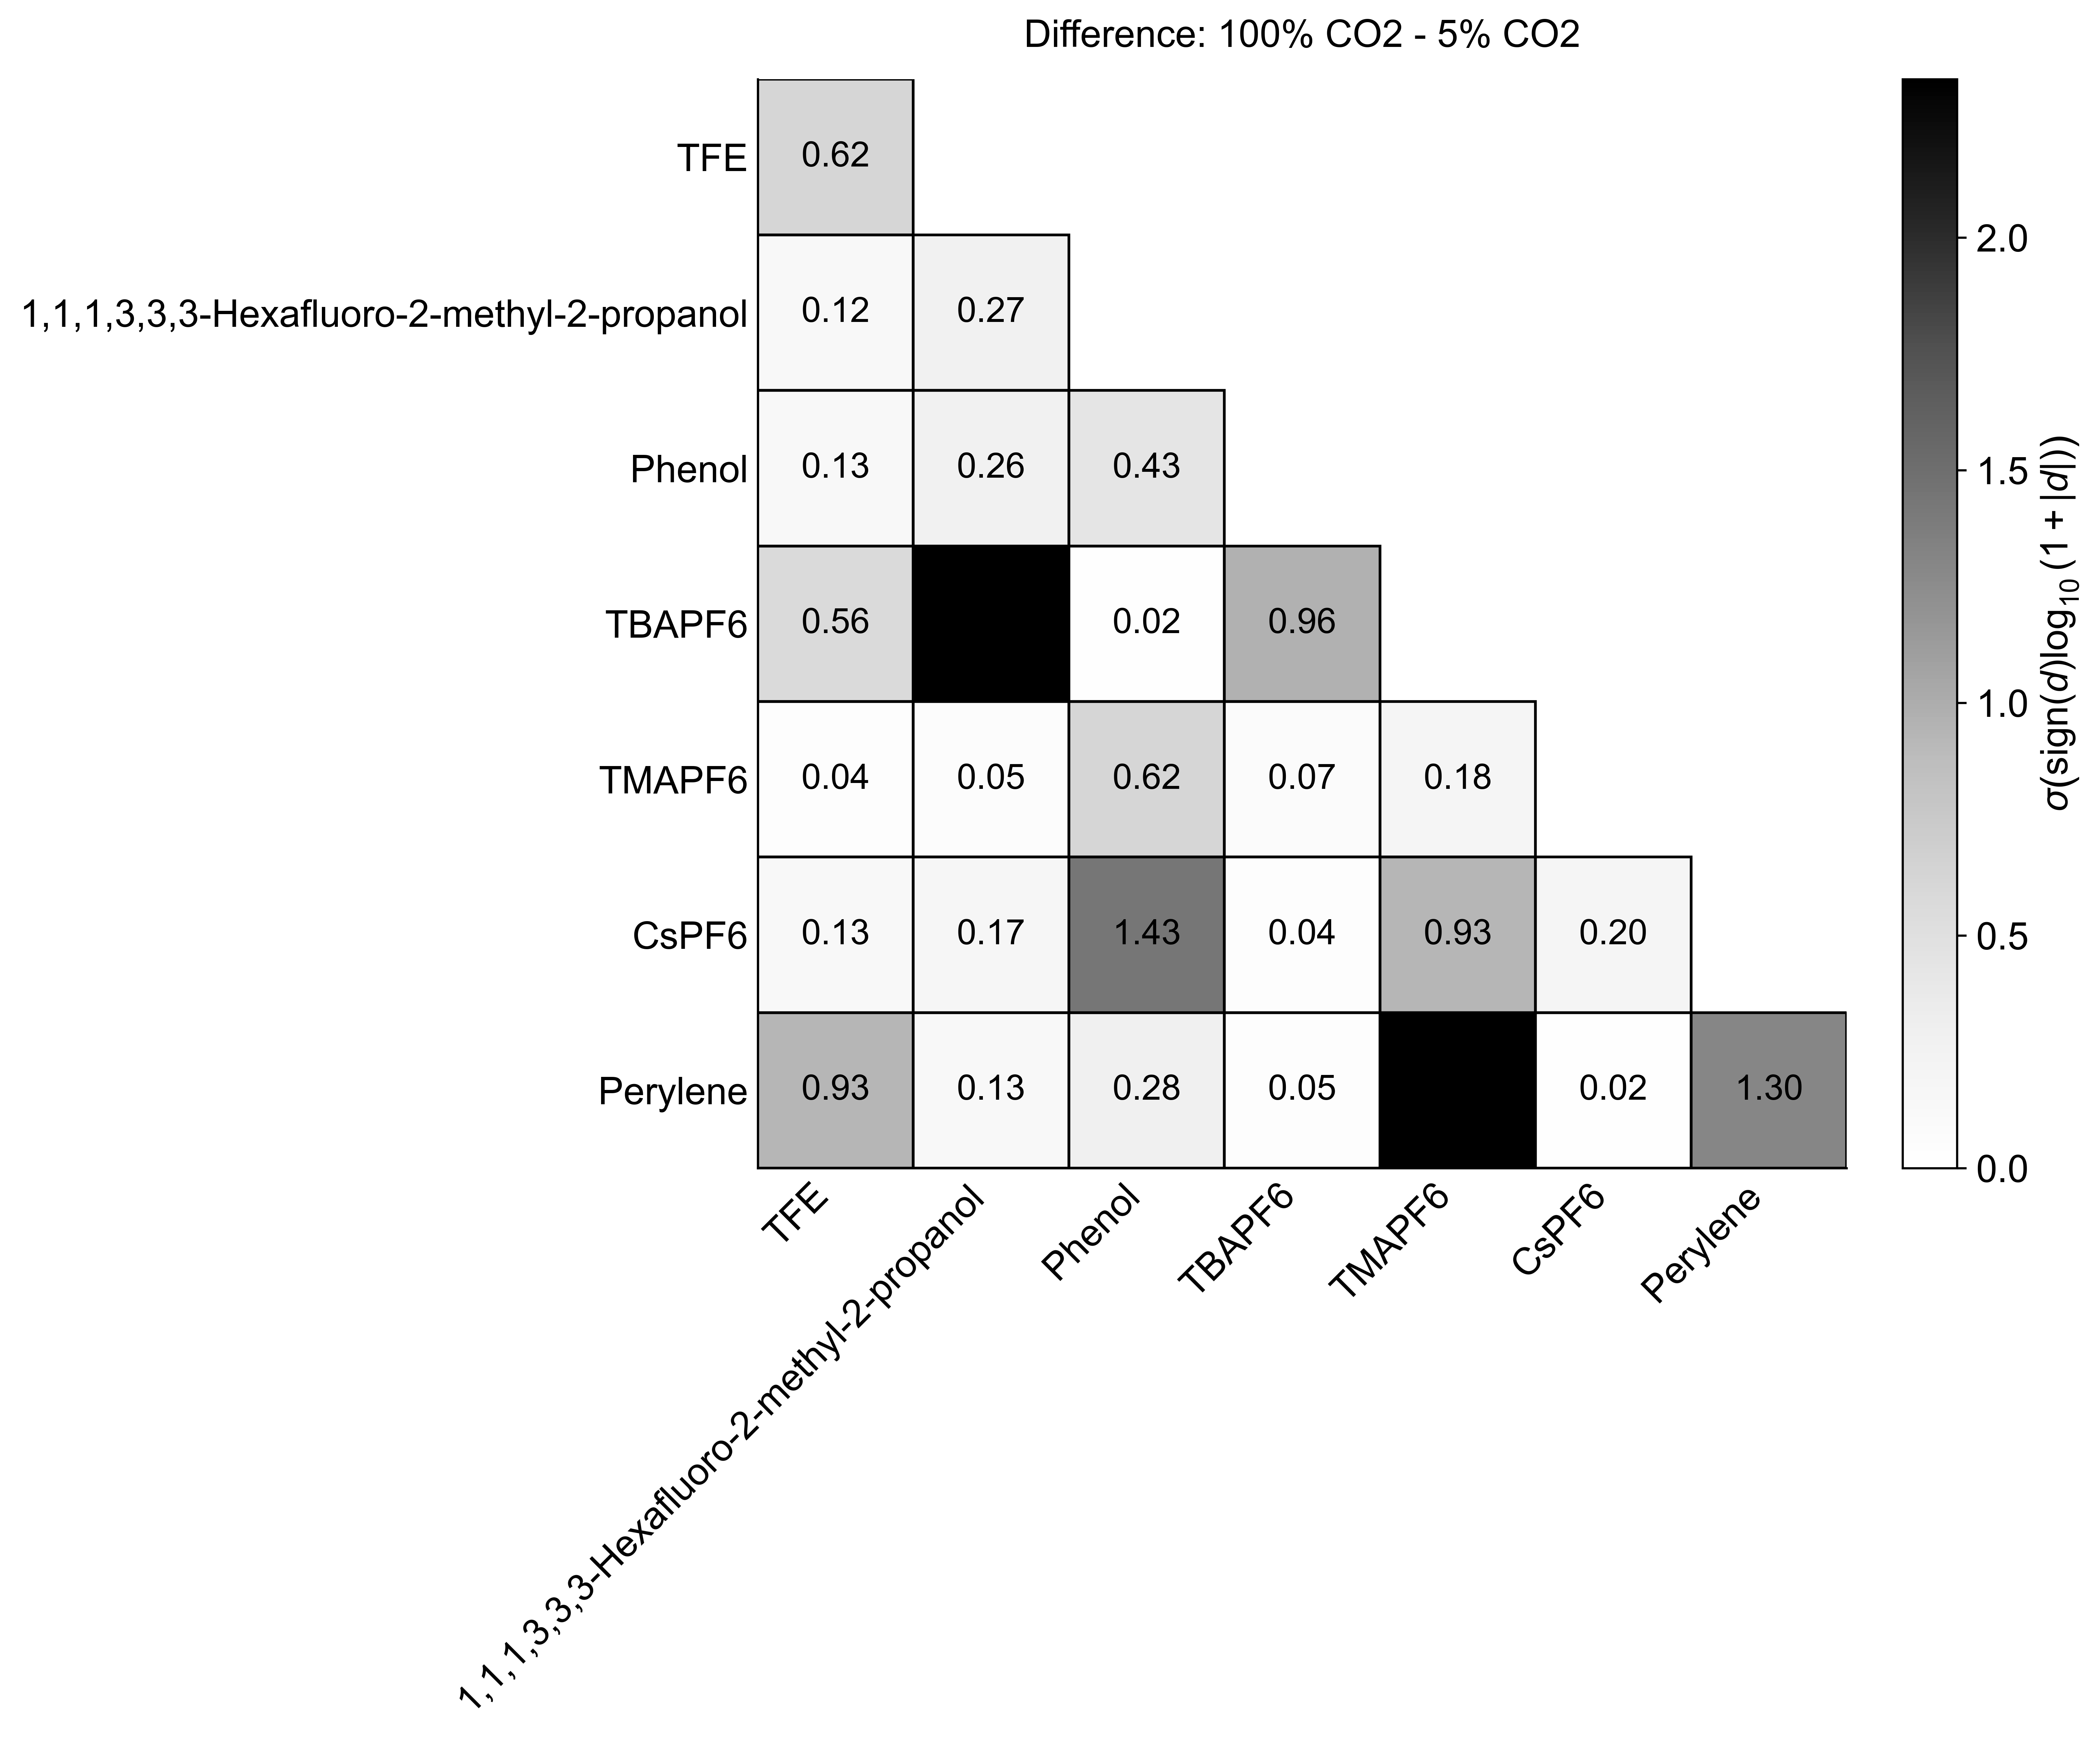 Difference: 100% CO2 - 5% CO2
TFE
0.62
1,1,1,3,3,3-Hexafluoro-2-methyl-2-propanol
0.12 0.27
Phenol
0.13 0.26 0.43
TBAPF6
0.56 0.02 0.96
TMAPF6
0.04 0.05 0.62 0.07 0.18
CsPF6
0.13 0.17 1.43 0.04 0.93 0.20
Perylene
0.93 0.13 0.28 0.05 0.02 1.30
TFE
1,1,1,3,3,3-Hexafluoro-2-methyl-2-propanol
Phenol
TBAPF6
TMAPF6
CsPF6
Perylene
2.0
1.5
1.0
0.5
0.0
σ(sign(d)log₁₀(1 + |d|))